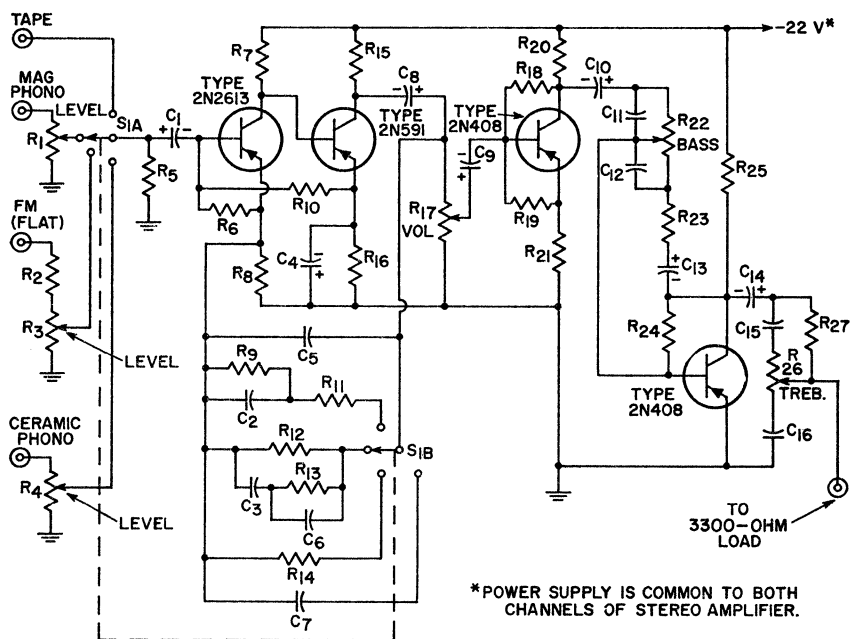 TAPE
MAG
PHONO
LEVEL
R1
S1A
R5
FM
(FLAT)
R2
R3
LEVEL
CERAMIC
PHONO
R4
LEVEL
R7
TYPE
2N2613
C1
+ -
R6
R8
R10
R15
C8
- +
TYPE
2N591
C4
-
+
R16
R17
VOL
C5
R9
C2
R11
R12
C3
R13
C6
S1B
R14
C7
-22 V*
R20
R18
TYPE
2N408
C9
-
+
R19
R21
C10
- +
C11
C12
R22
BASS
R23
C13
+
-
R24
R25
TYPE
2N408
C14
- +
C15
R27
R
26
TREB.
C16
TO
3300-OHM
LOAD
*POWER SUPPLY IS COMMON TO BOTH
CHANNELS OF STEREO AMPLIFIER.